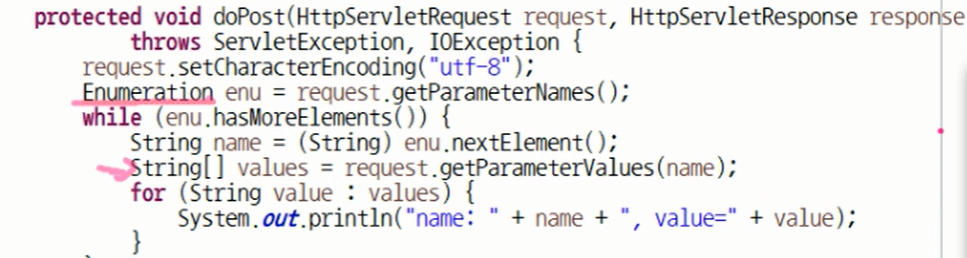 protected void doPost(HttpServletRequest request, HttpServletResponse response
throws ServletException, IOException {
request.setCharacterEncoding("utf-8");
Enumeration enu = request.getParameterNames();
while (enu.hasMoreElements()) {
String name = (String) enu.nextElement();
String[] values = request.getParameterValues(name);
for (String value : values) {
System.out.println("name: " + name + ", value=" + value);
}